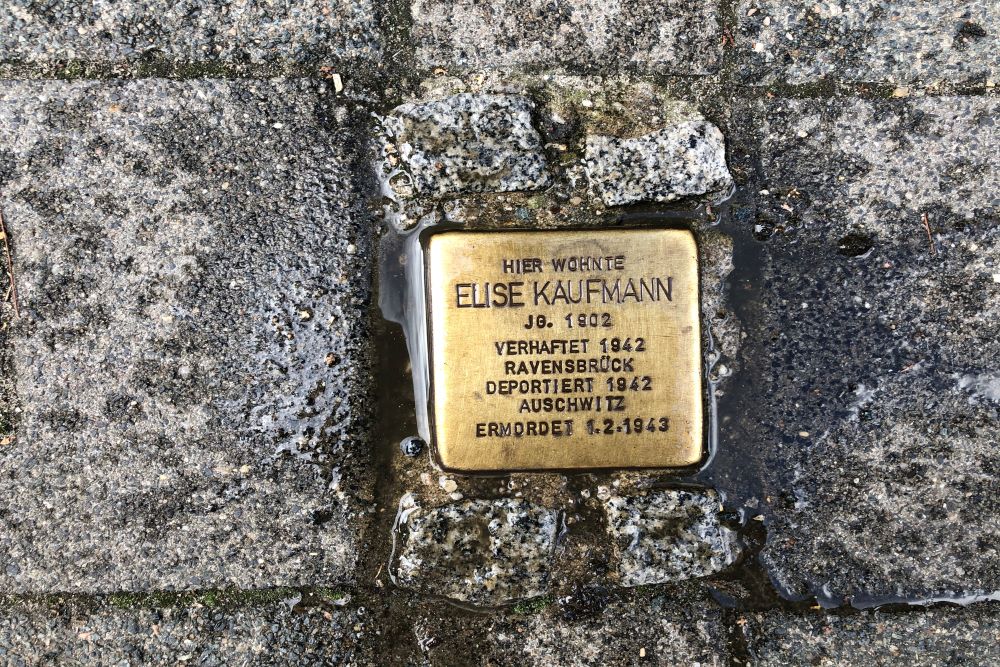 HIER WOHNTE
ELISE KAUFMANN
JG. 1902
VERHAFTET 1942
RAVENSBRÜCK
DEPORTIERT 1942
AUSCHWITZ
ERMORDET 1.2.1943